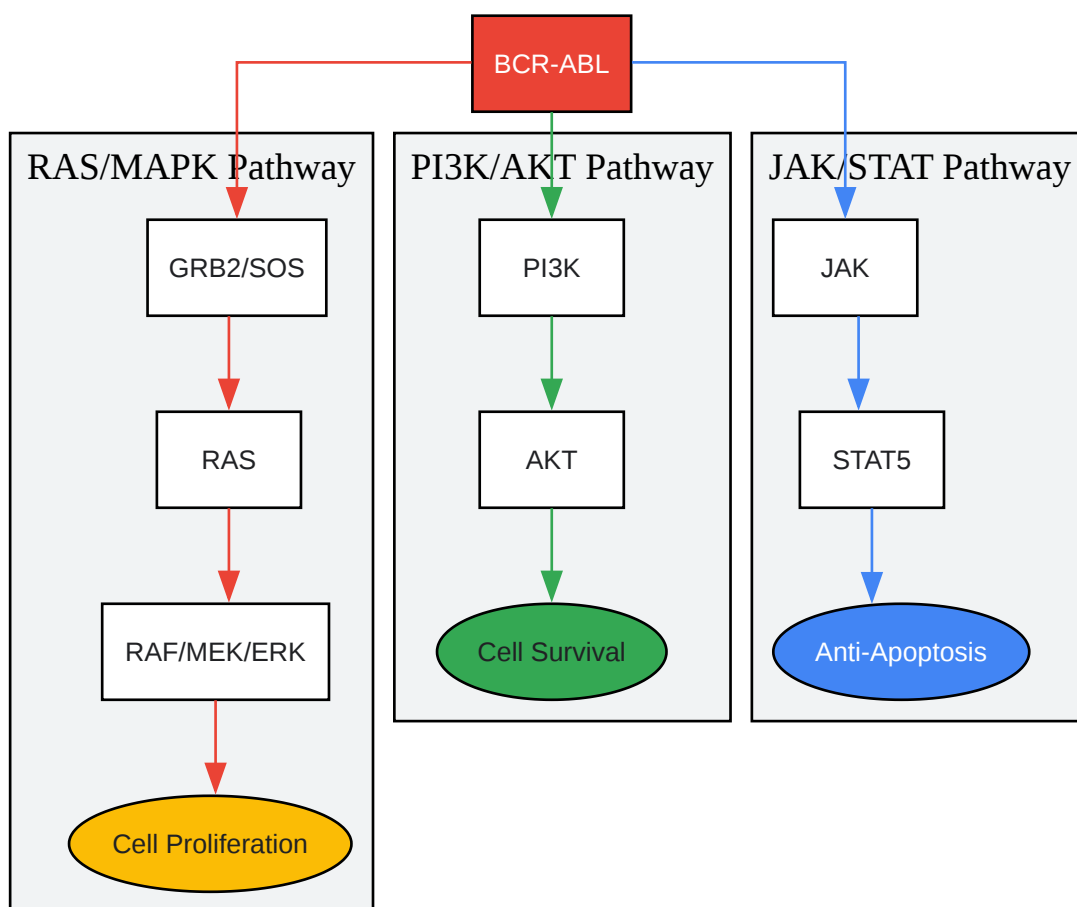 BCR-ABL
RAS/MAPK Pathway
GRB2/SOS
RAS
RAF/MEK/ERK
Cell Proliferation
PI3K/AKT Pathway
PI3K
AKT
Cell Survival
JAK/STAT Pathway
JAK
STAT5
Anti-Apoptosis